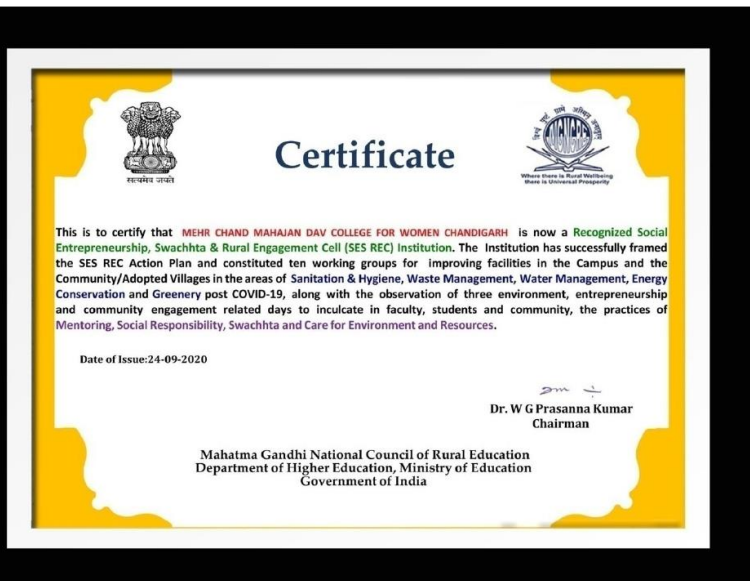 सत्यमेव जयते
Certificate
Where there is Rural Wellbeing
there is Universal Prosperity
This is to certify that MEHR CHAND MAHAJAN DAV COLLEGE FOR WOMEN CHANDIGARH is now a Recognized Social
Entrepreneurship, Swachhta & Rural Engagement Cell (SES REC) Institution. The Institution has successfully framed
the SES REC Action Plan and constituted ten working groups for improving facilities in the Campus and the
Community/Adopted Villages in the areas of Sanitation & Hygiene, Waste Management, Water Management, Energy
Conservation and Greenery post COVID-19, along with the observation of three environment, entrepreneurship
and community engagement related days to inculcate in faculty, students and community, the practices of
Mentoring, Social Responsibility, Swachhta and Care for Environment and Resources.
Date of Issue:24-09-2020
Dr. W G Prasanna Kumar
Chairman
Mahatma Gandhi National Council of Rural Education
Department of Higher Education, Ministry of Education
Government of India